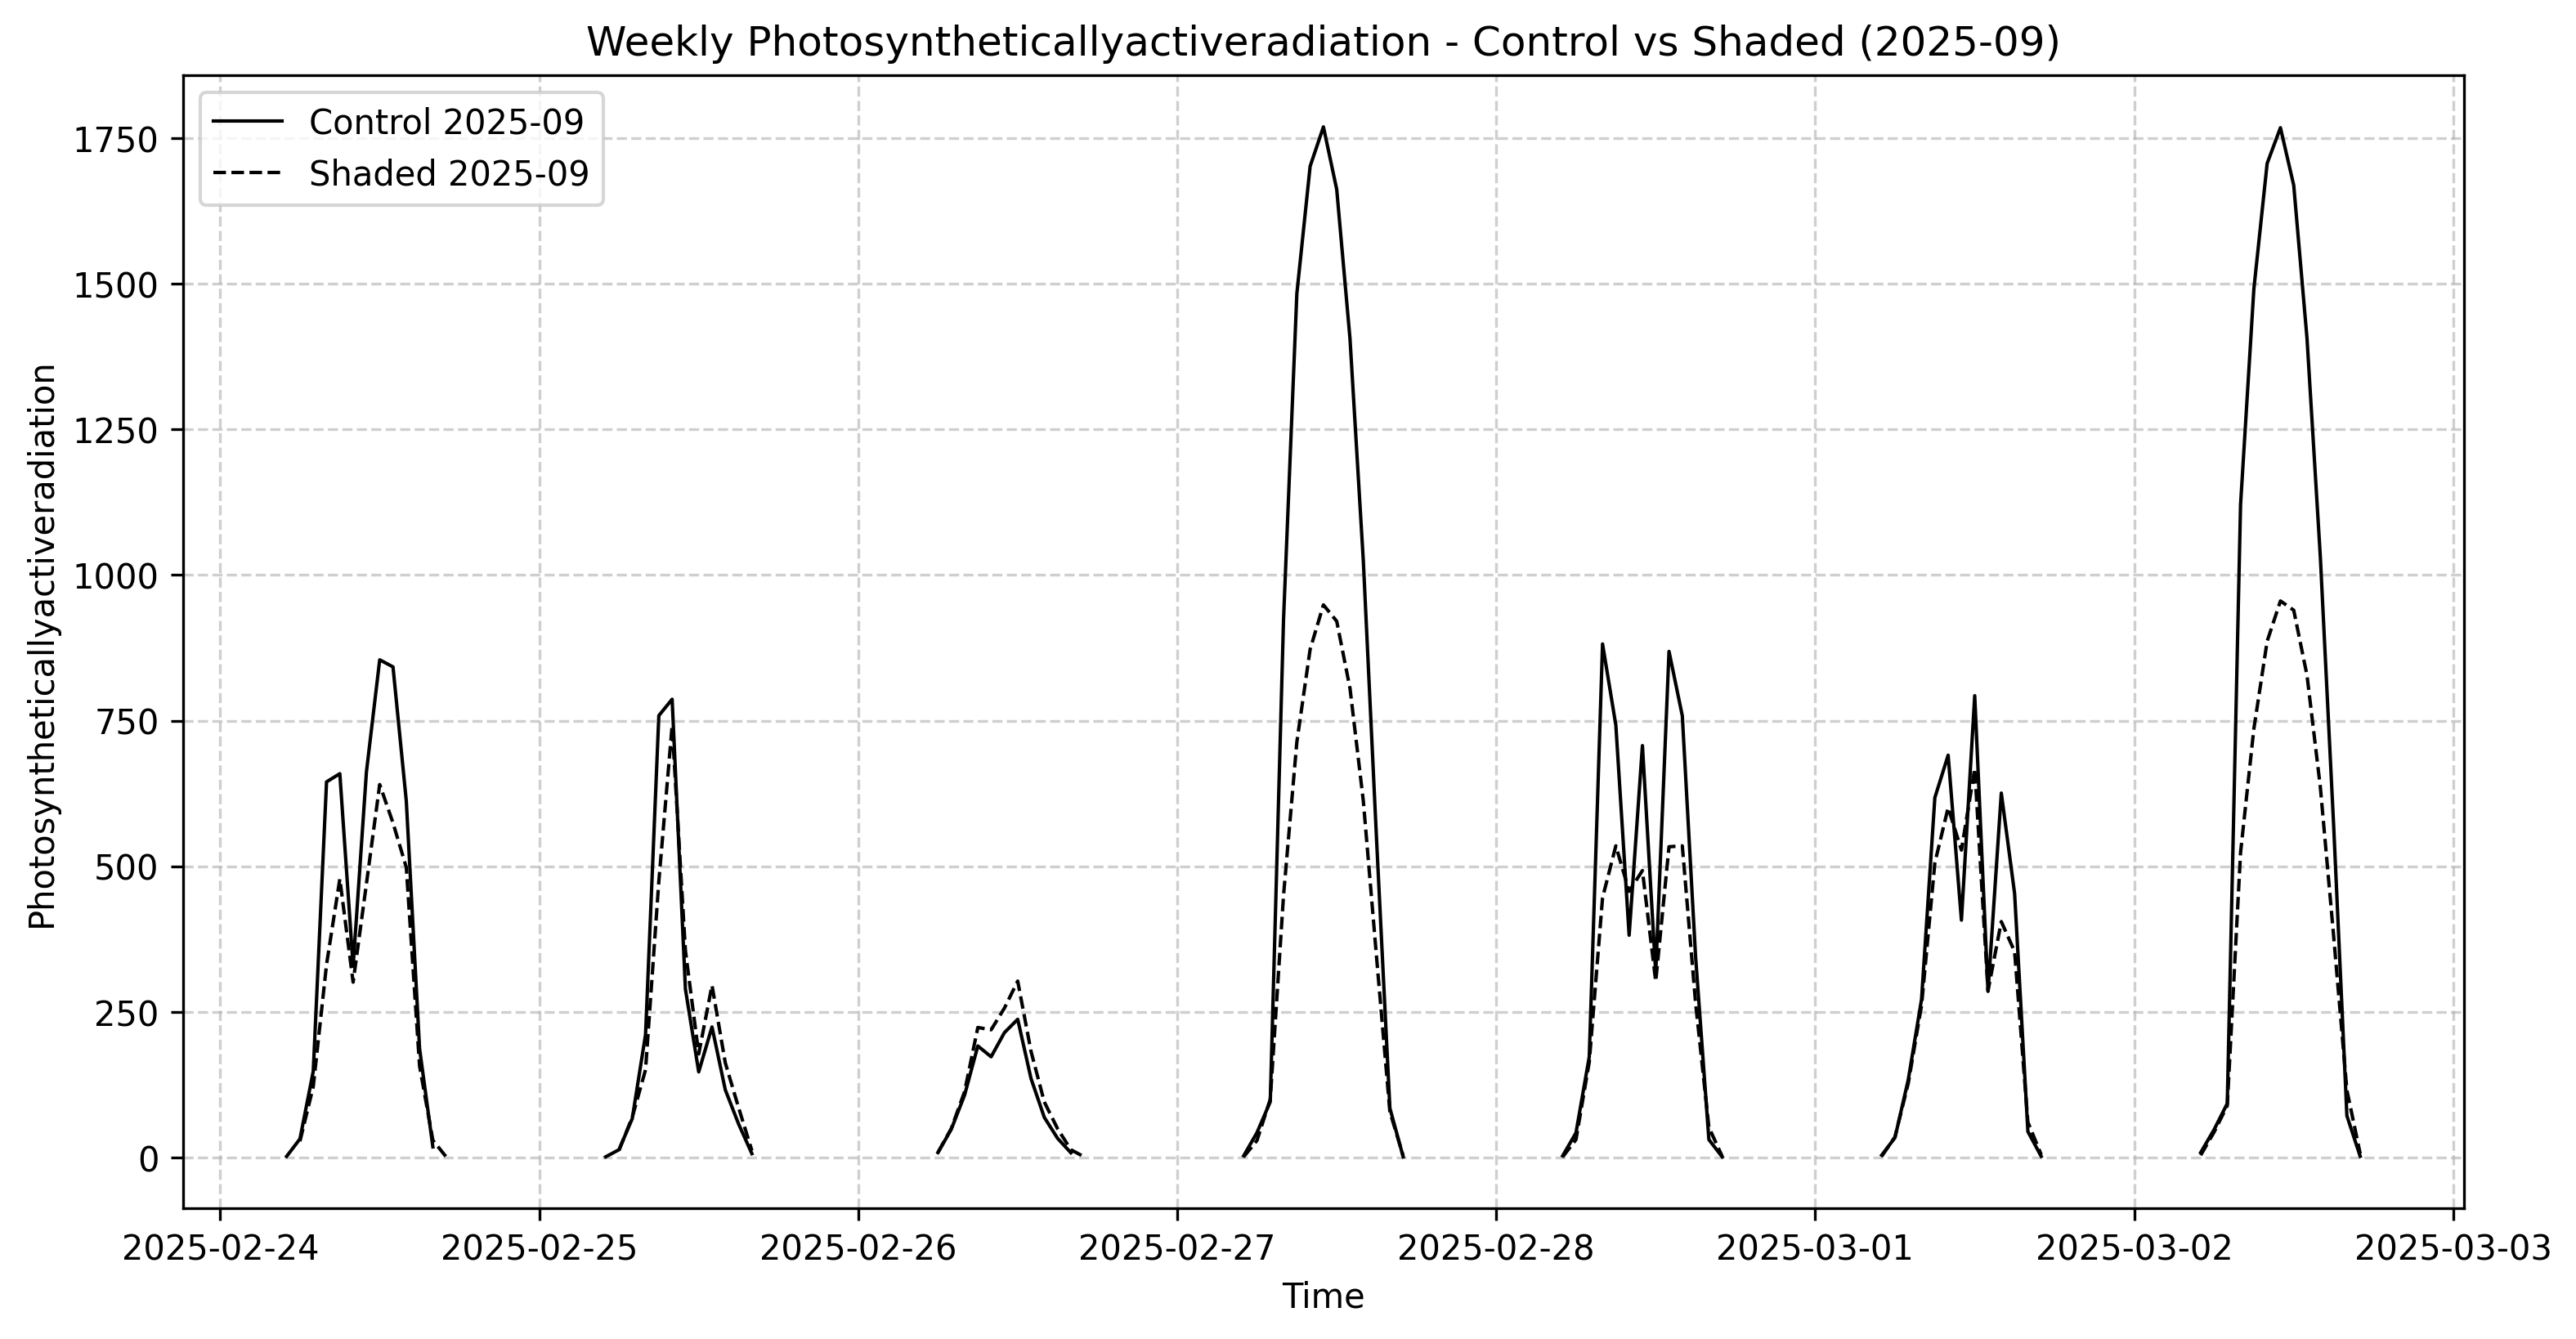 Weekly Photosyntheticallyactiveradiation - Control vs Shaded (2025-09)
Control 2025-09
Shaded 2025-09
Photosyntheticallyactiveradiation
1750
1500
1250
1000
750
500
250
0
2025-02-24 2025-02-25 2025-02-26 2025-02-27 2025-02-28 2025-03-01 2025-03-02 2025-03-03
Time